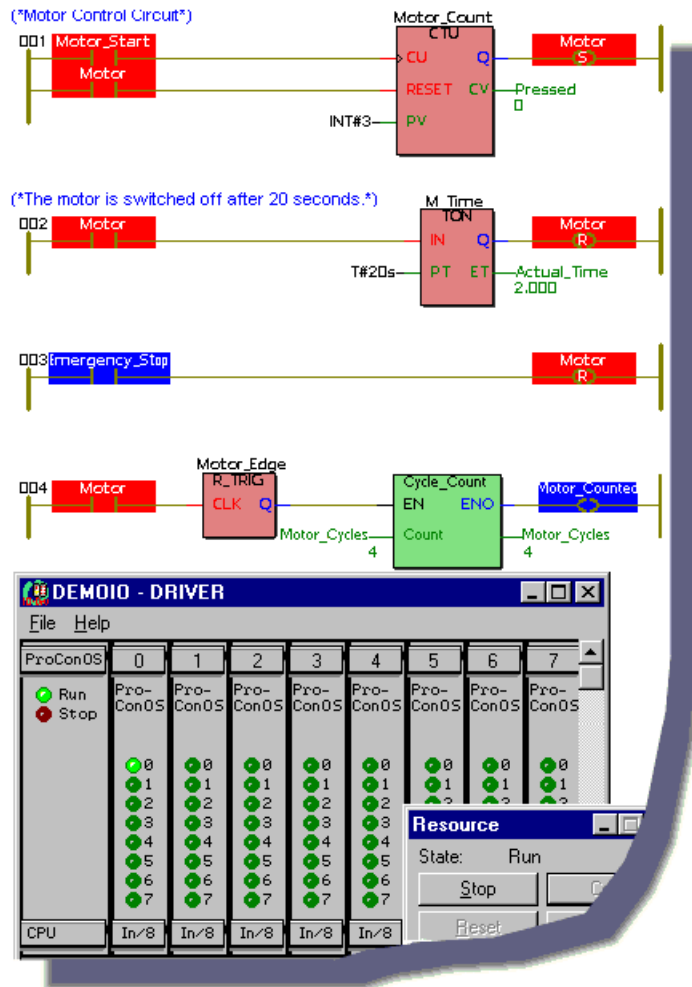 (*Motor Control Circuit*)
Motor_Count
001 Motor_Start CTU Motor
CU Q S
Motor
RESET CV Pressed
0
INT#3 PV
(*The motor is switched off after 20 seconds.*)
M_Time
002 Motor TON Motor
IN Q R
T#20s PT ET Actual_Time
2.000
003 Emergency_Stop Motor
R
Motor_Edge
004 Motor R_TRIG Cycle_Count Motor_Counted
CLK Q EN ENO
Motor_Cycles Count Motor_Cycles
4 4
DEMOIO - DRIVER
File Help
ProConOS 0 1 2 3 4 5 6 7
Run Pro- Pro- Pro- Pro- Pro- Pro- Pro- Pro-
Stop ConOS ConOS ConOS ConOS ConOS ConOS ConOS ConOS
0 0 0 0 0 0 0 0
1 1 1 1 1 1 1 1
2 2 2 2 2
3 3 3 3 3
4 4 4 4 4
5 5 5 5 5
6 6 6 6 6
7 7 7 7 7
CPU In/8 In/8 In/8 In/8 In/8
Resource
State: Run
Stop
Reset